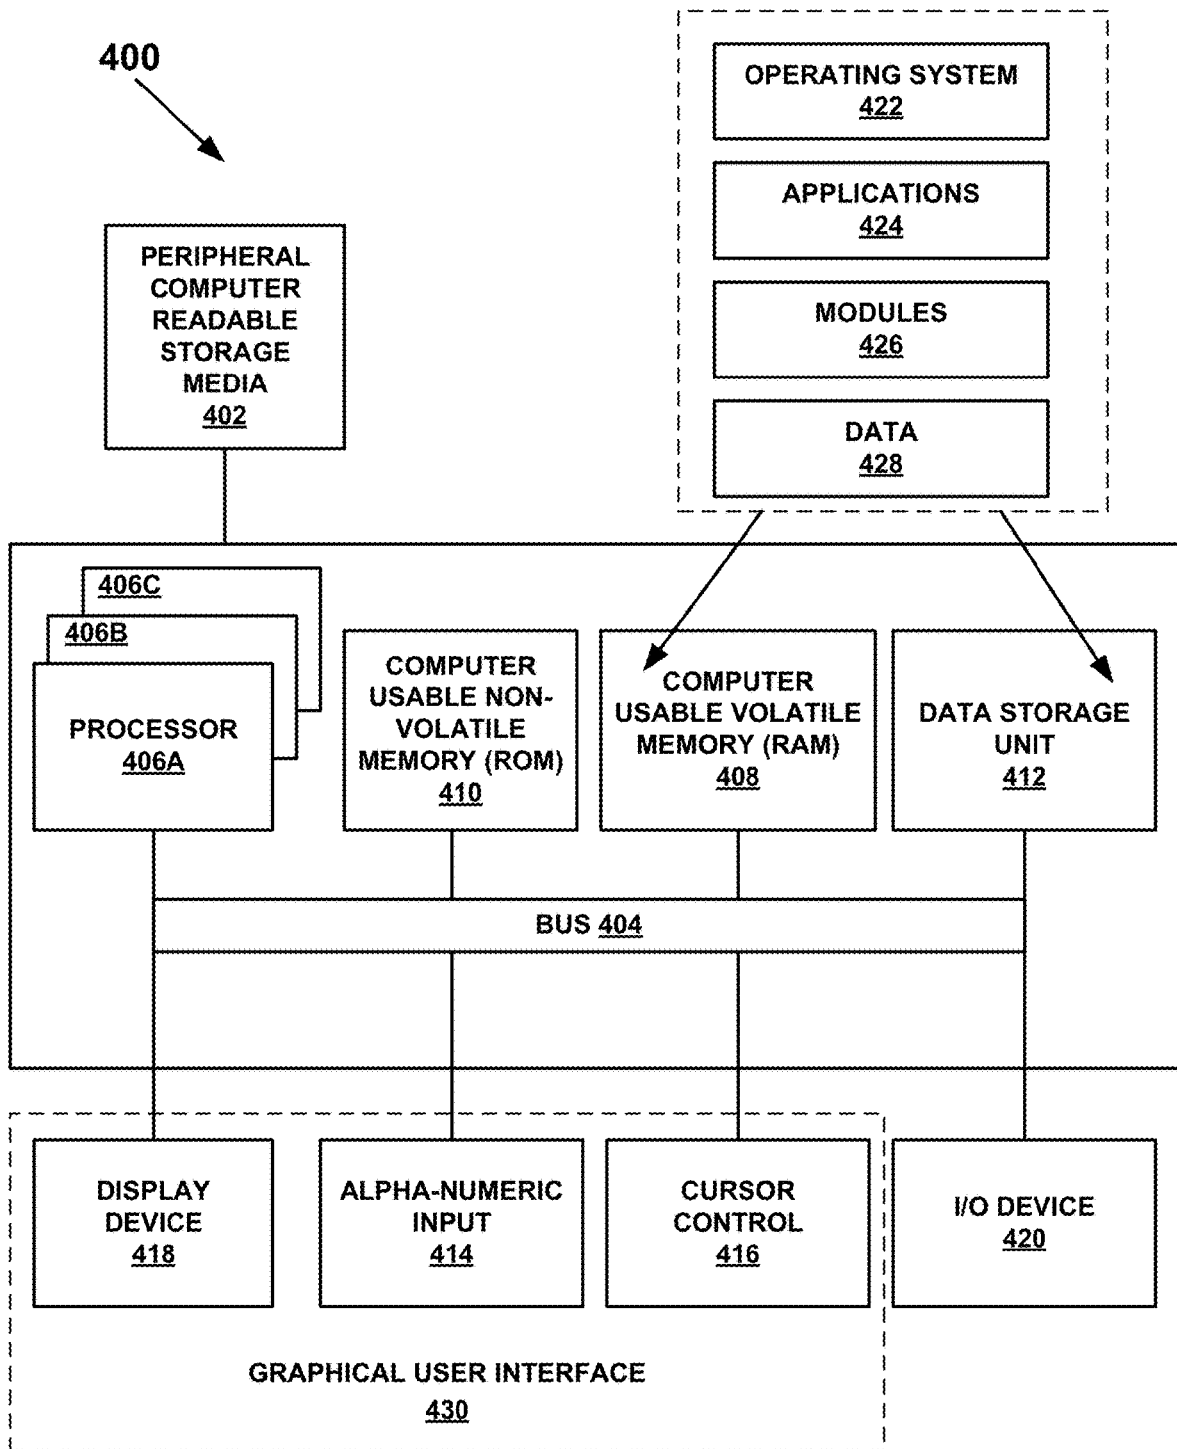 400
OPERATING SYSTEM
422
APPLICATIONS
424
MODULES
426
DATA
428
PERIPHERAL
COMPUTER
READABLE
STORAGE
MEDIA
402
406C
406B
PROCESSOR
406A
COMPUTER
USABLE NON-
VOLATILE
MEMORY (ROM)
410
COMPUTER
USABLE VOLATILE
MEMORY (RAM)
408
DATA STORAGE
UNIT
412
BUS 404
DISPLAY
DEVICE
418
ALPHA-NUMERIC
INPUT
414
CURSOR
CONTROL
416
I/O DEVICE
420
GRAPHICAL USER INTERFACE
430